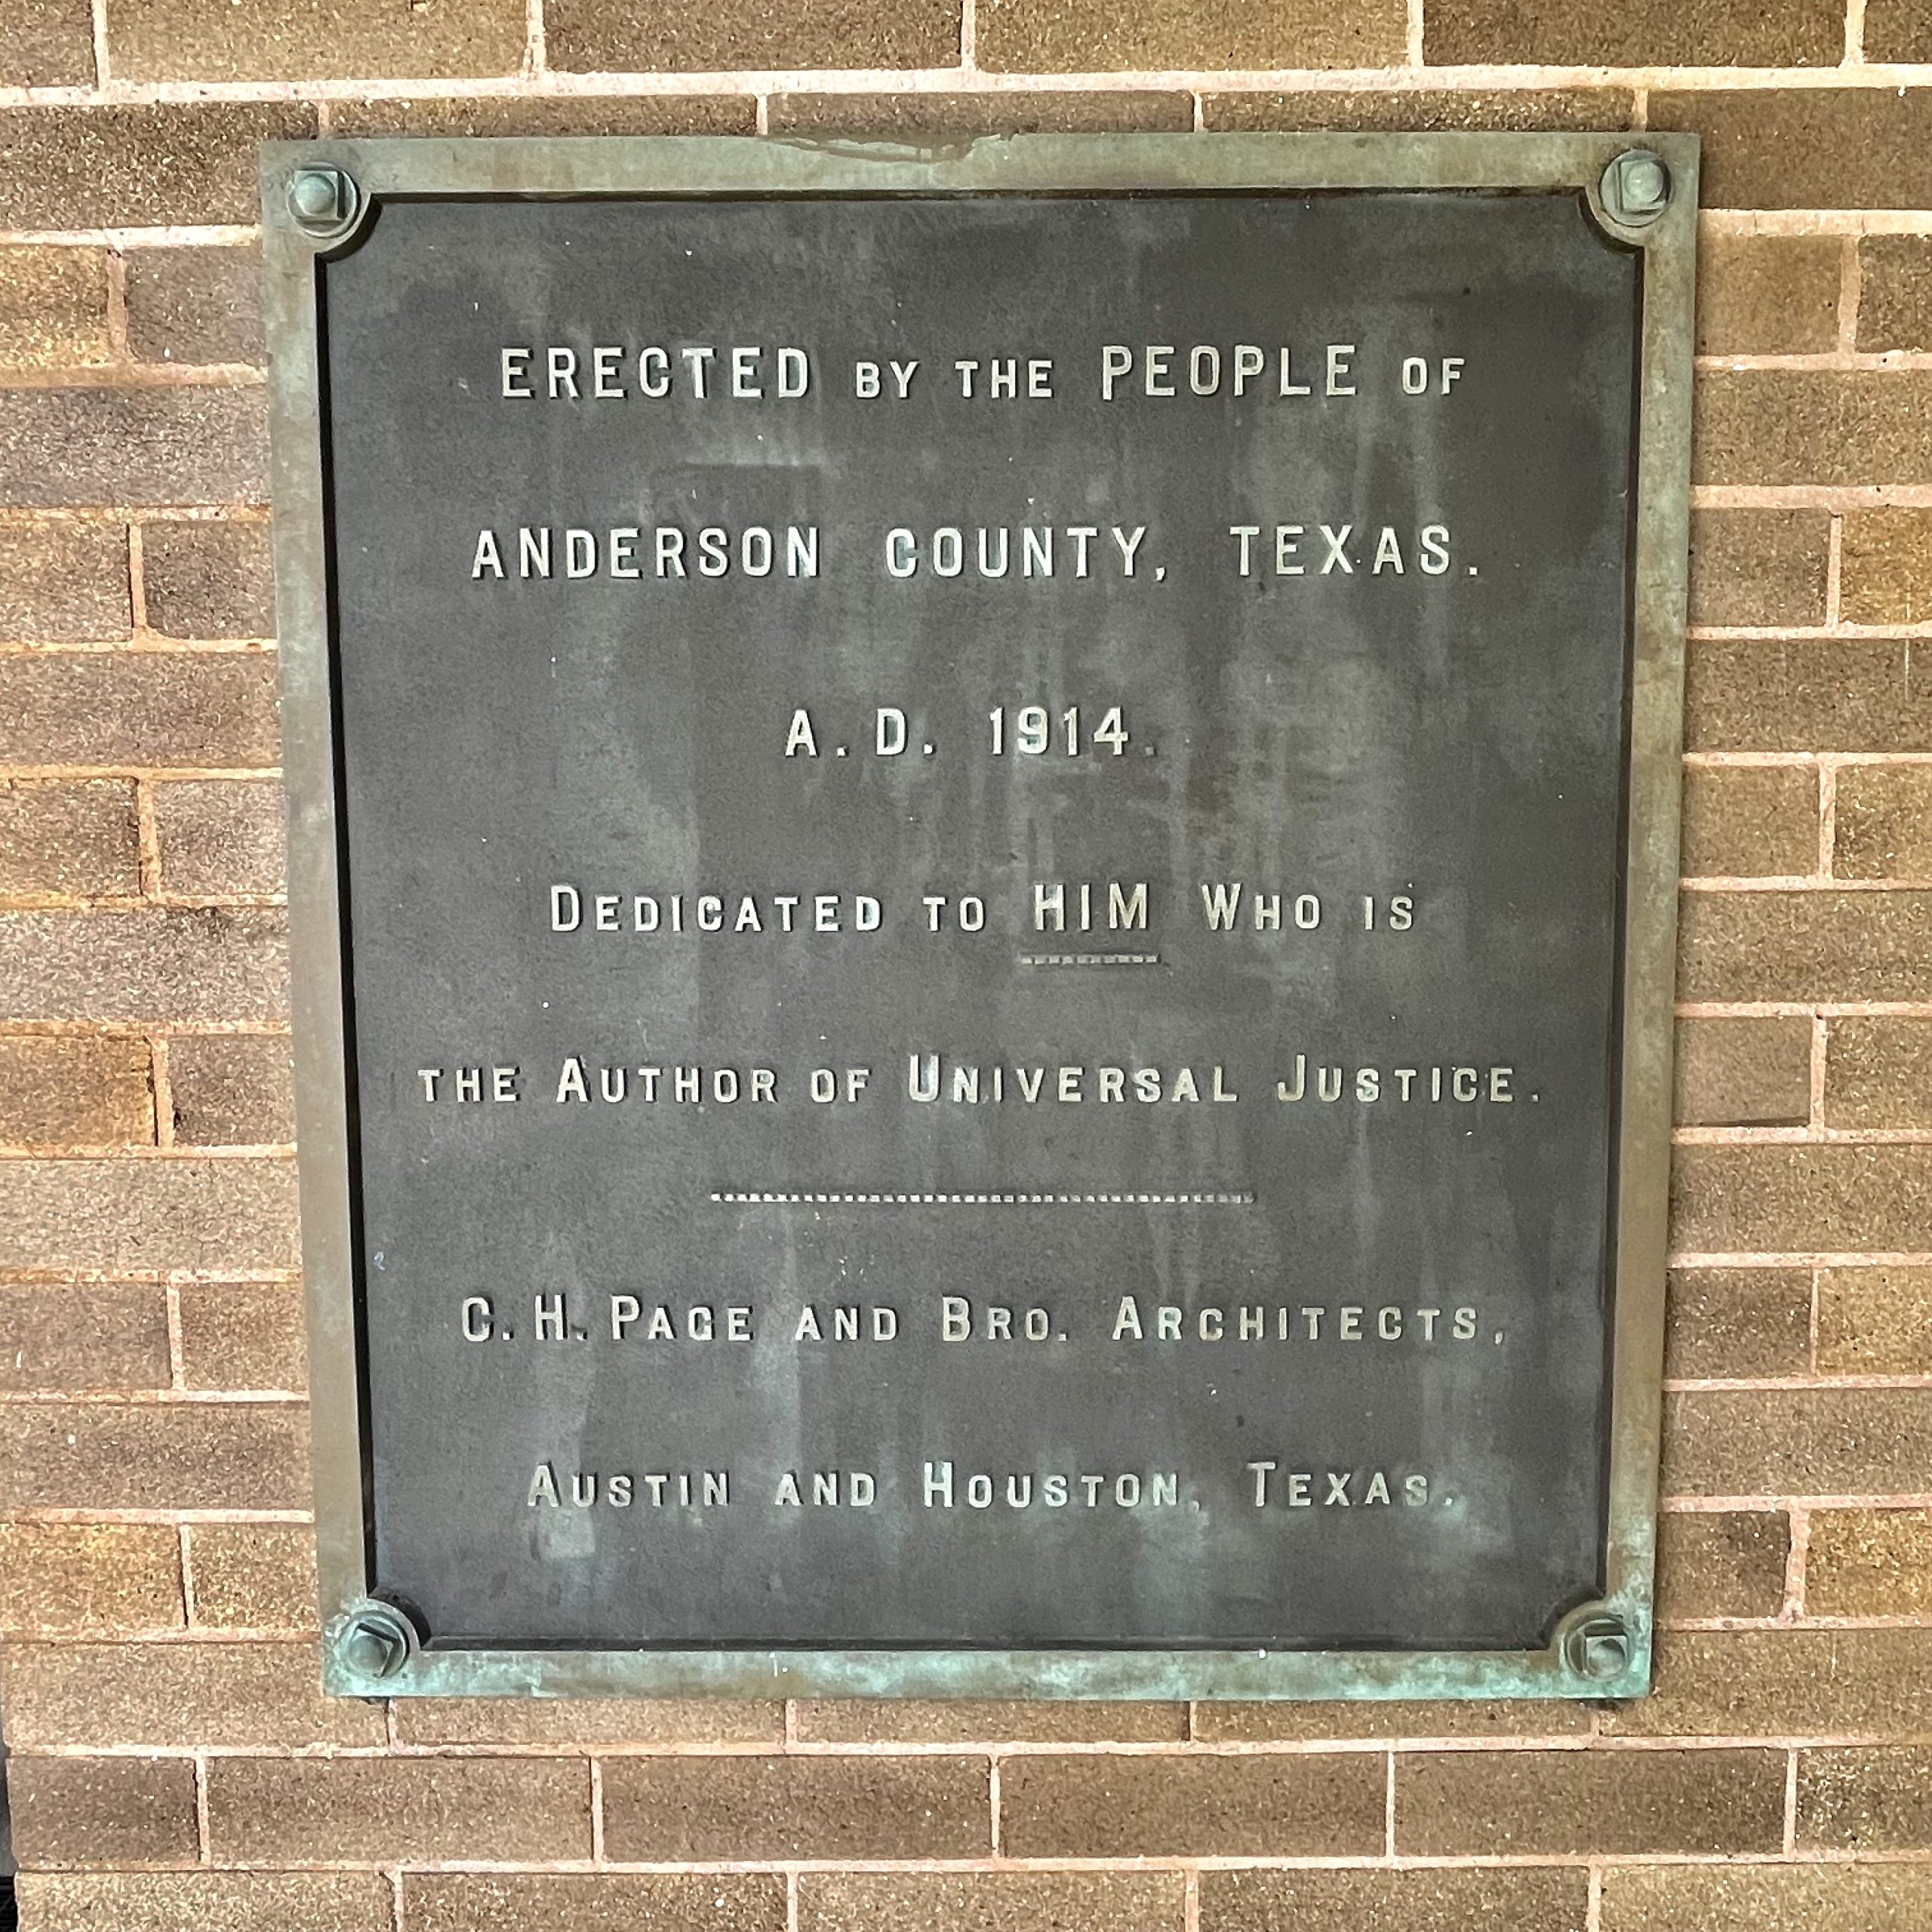 ERECTED BY THE PEOPLE OF
ANDERSON COUNTY, TEXAS.
A. D. 1914.
DEDICATED TO HIM WHO IS
THE AUTHOR OF UNIVERSAL JUSTICE.
C. H. PAGE AND BRO. ARCHITECTS,
AUSTIN AND HOUSTON, TEXAS.